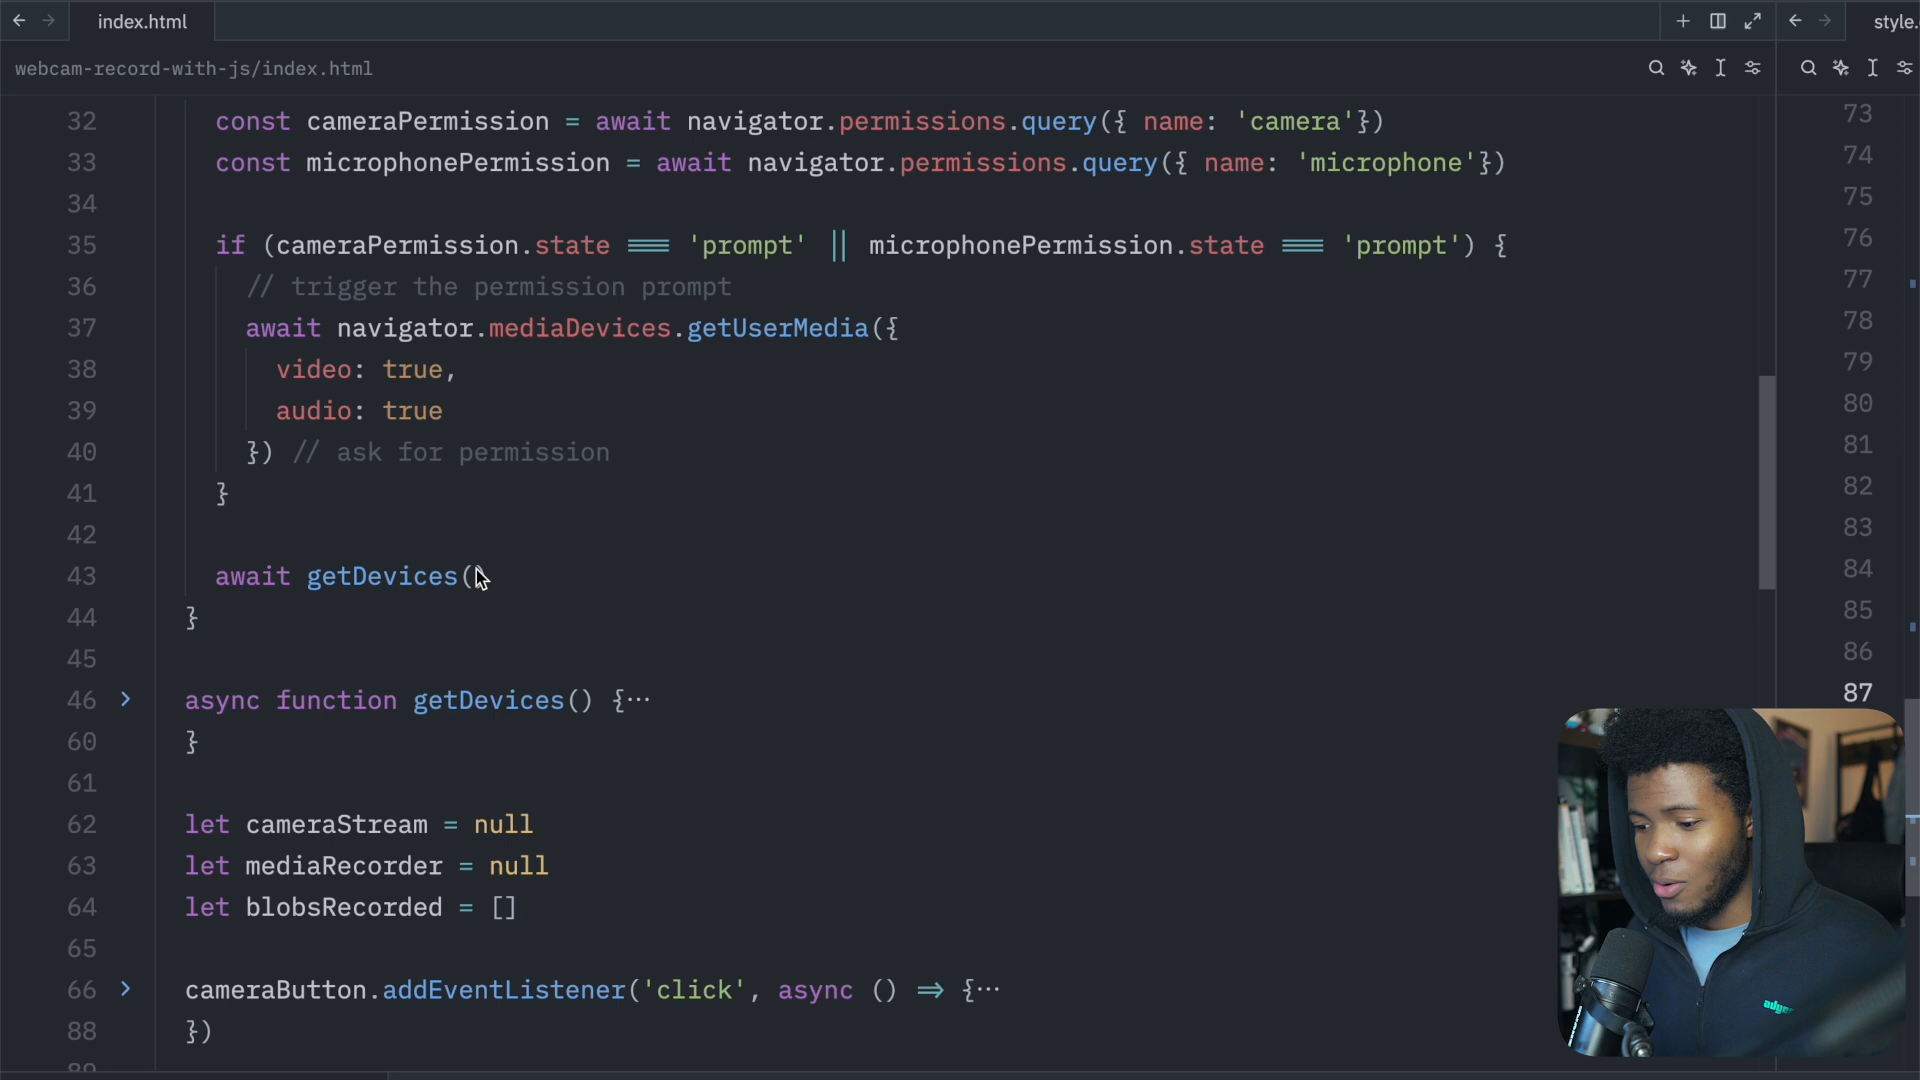 index.html
style.
webcam-record-with-js/index.html
32 const cameraPermission = await navigator.permissions.query({ name: 'camera'})
33 const microphonePermission = await navigator.permissions.query({ name: 'microphone'})
34
35 if (cameraPermission.state === 'prompt' || microphonePermission.state === 'prompt') {
36 // trigger the permission prompt
37 await navigator.mediaDevices.getUserMedia({
38 video: true,
39 audio: true
40 }) // ask for permission
41 }
42
43 await getDevices()
44 }
45
46 async function getDevices() {···
60 }
61
62 let cameraStream = null
63 let mediaRecorder = null
64 let blobsRecorded = []
65
66 cameraButton.addEventListener('click', async () => {···
88 })
89
73
74
75
76
77
78
79
80
81
82
83
84
85
86
87